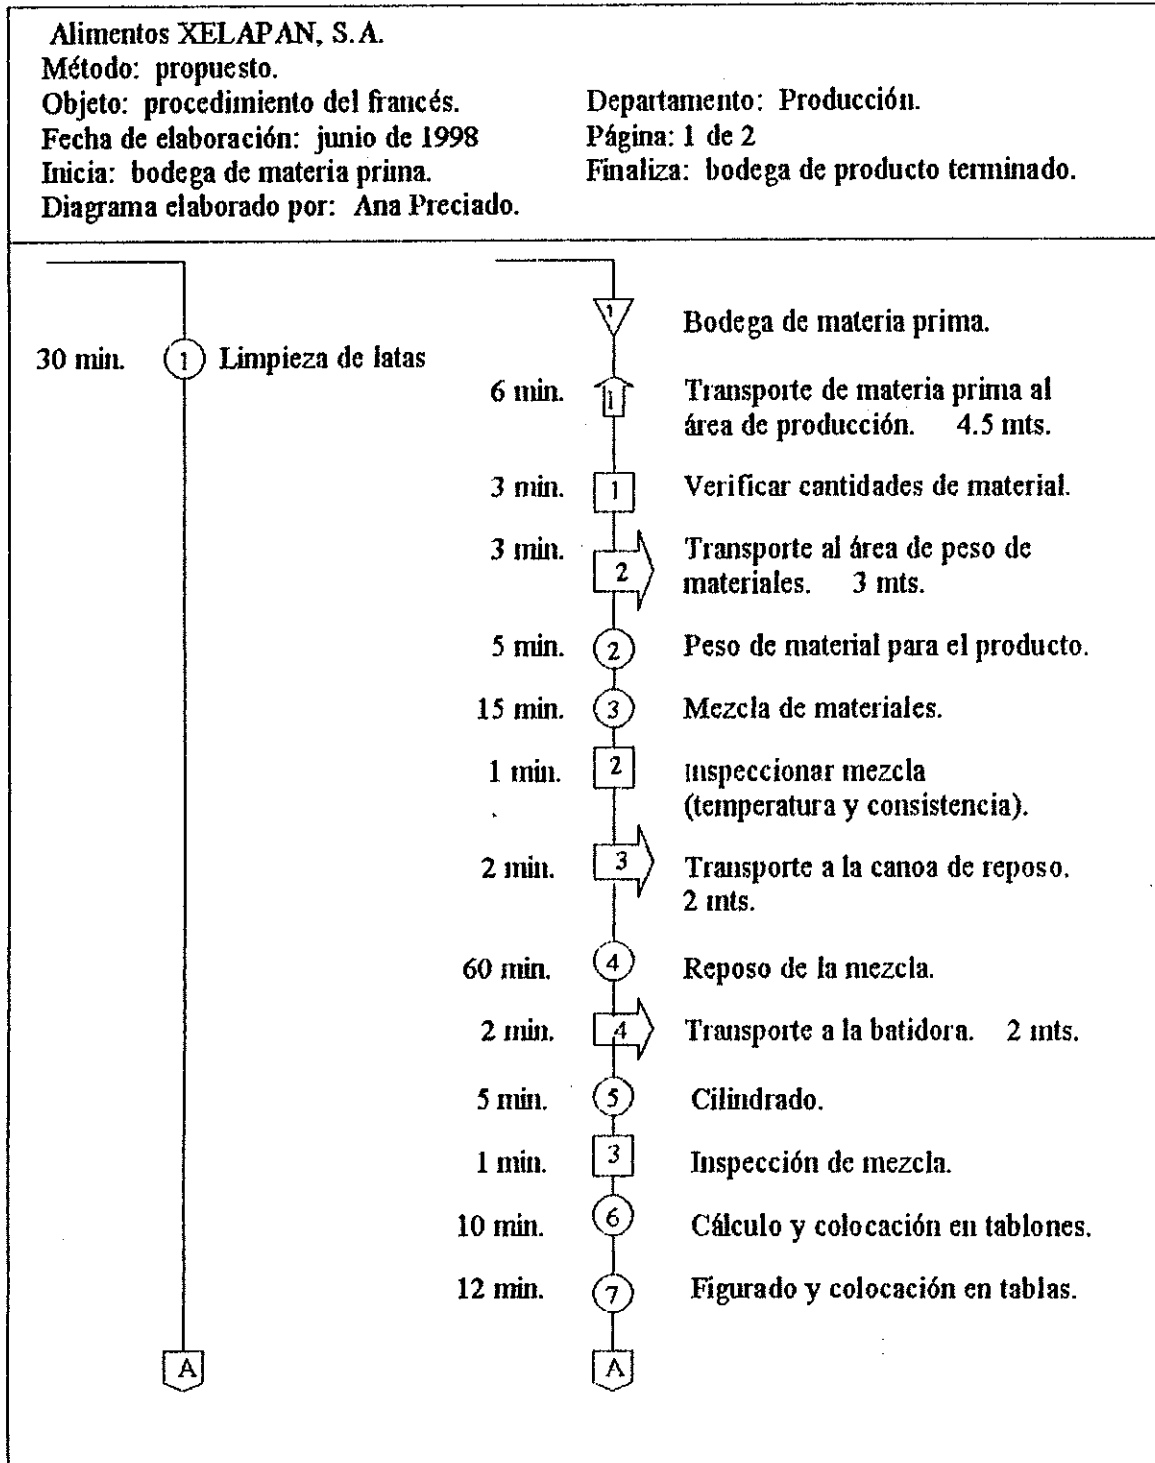 Alimentos XELAPAN, S.A.
Método: propuesto.
Objeto: procedimiento del francés. Departamento: Producción.
Fecha de elaboración: junio de 1998 Página: 1 de 2
Inicia: bodega de materia prima. Finaliza: bodega de producto terminado.
Diagrama elaborado por: Ana Preciado.
1 Bodega de materia prima.
30 min. 1 Limpieza de latas
6 min. 1 Transporte de materia prima al
área de producción. 4.5 mts.
3 min. 1 Verificar cantidades de material.
3 min. 2 Transporte al área de peso de
materiales. 3 mts.
5 min. 2 Peso de material para el producto.
15 min. 3 Mezcla de materiales.
1 min. 2 Inspeccionar mezcla
(temperatura y consistencia).
2 min. 3 Transporte a la canoa de reposo.
2 mts.
60 min. 4 Reposo de la mezcla.
2 min. 4 Transporte a la batidora. 2 mts.
5 min. 5 Cilindrado.
1 min. 3 Inspección de mezcla.
10 min. 6 Cálculo y colocación en tablones.
12 min. 7 Figurado y colocación en tablas.
A A